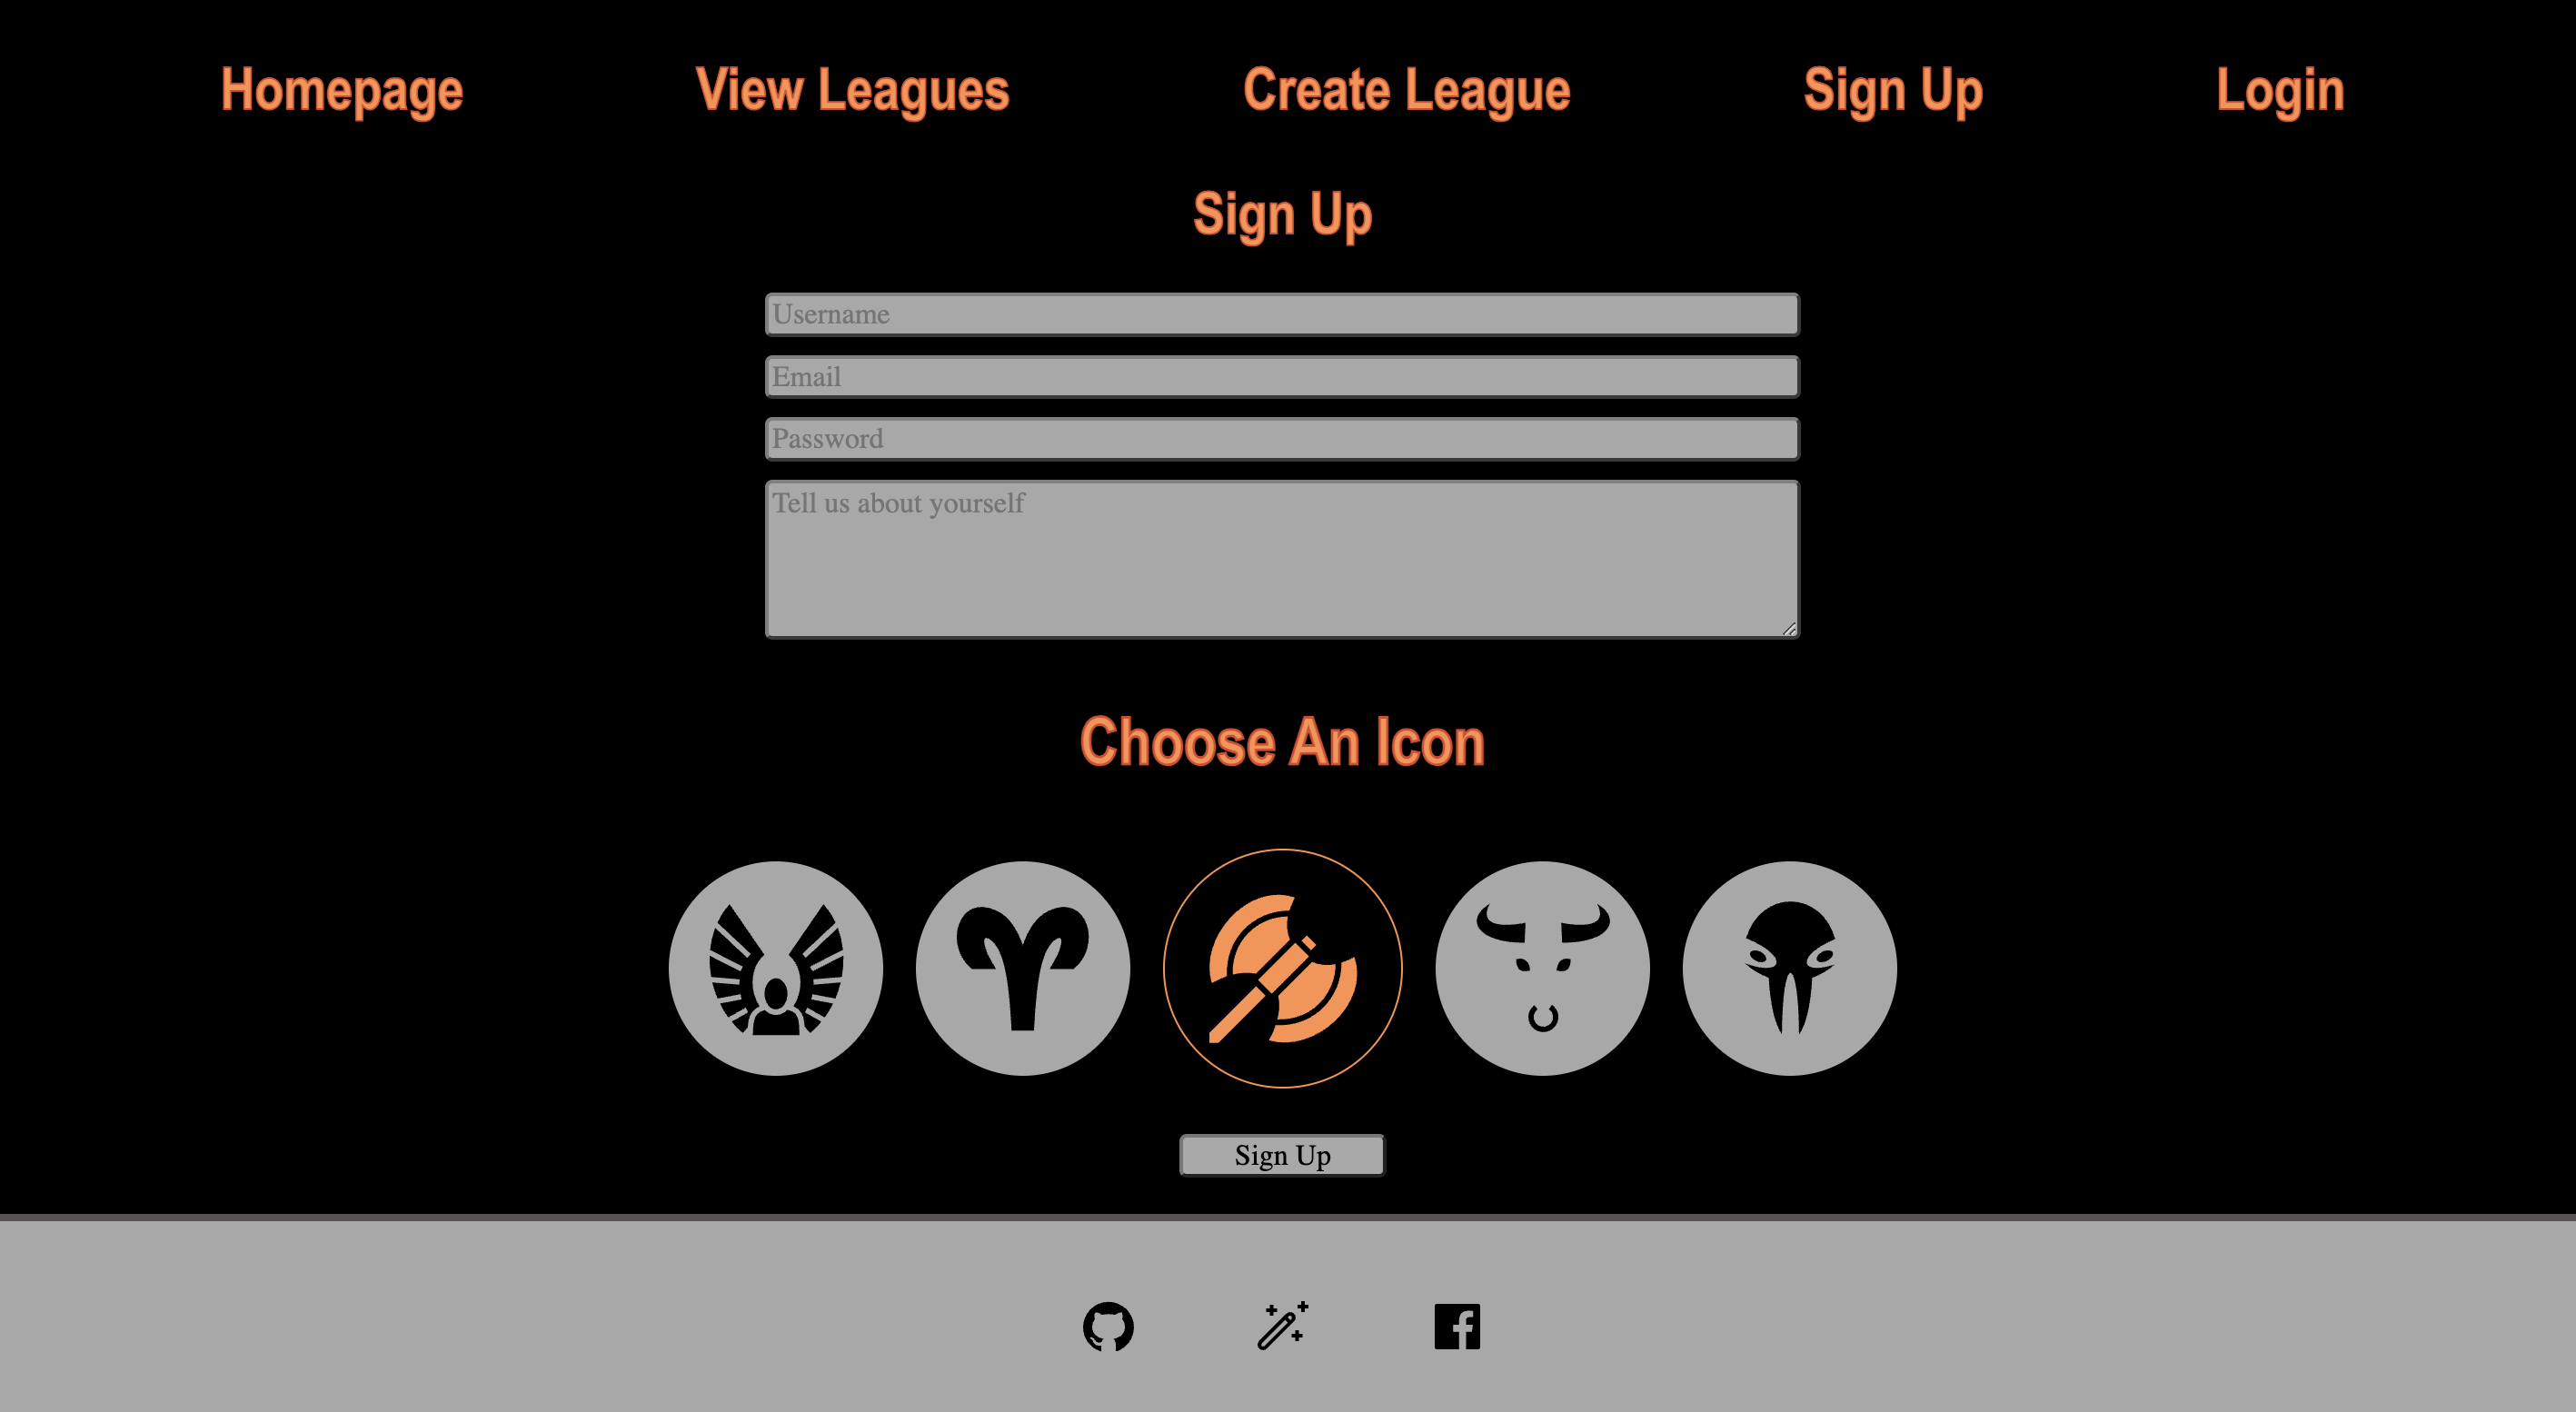 Homepage View Leagues Create League Sign Up Login
Sign Up
Username
Email
Password
Tell us about yourself
Choose An Icon
Sign Up